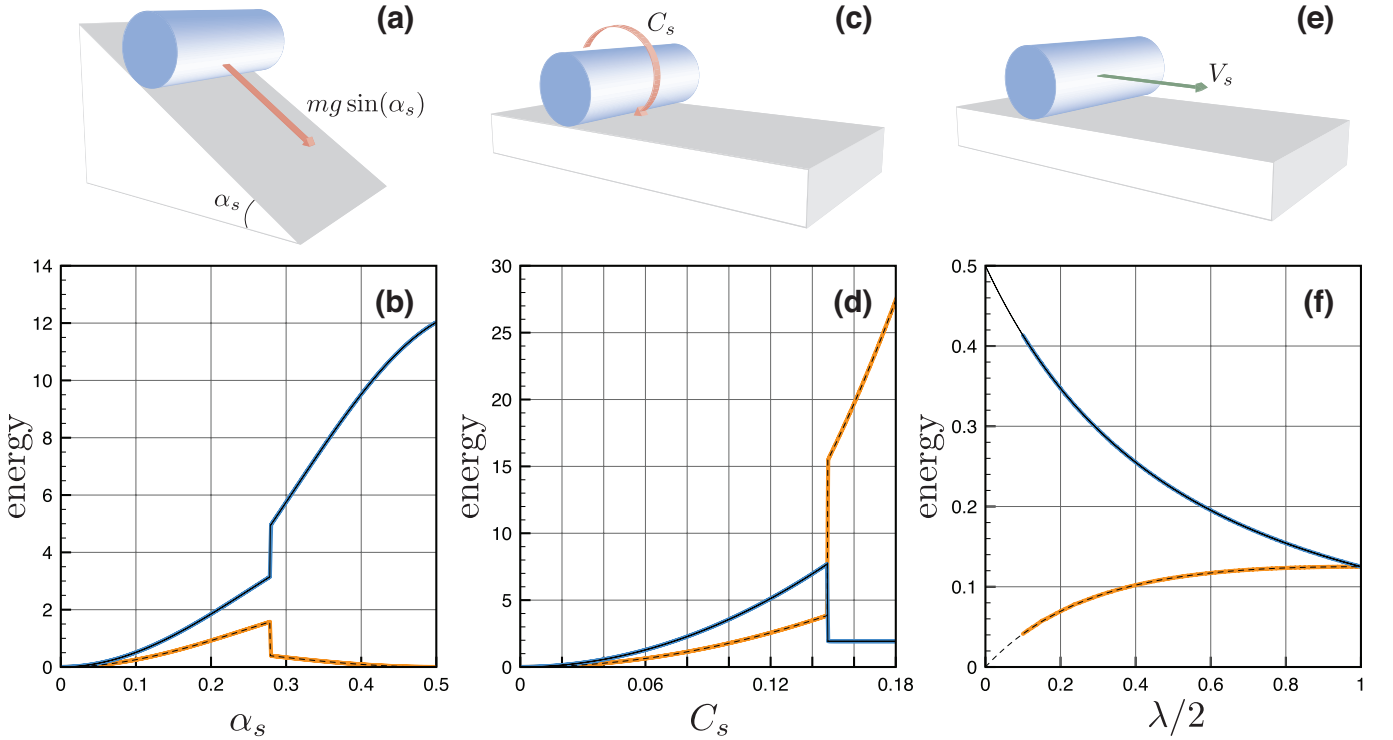 (a)
mg sin(α_s)
α_s
(c)
C_s
(e)
V_s
(b)
energy
14
12
10
8
6
4
2
0
0 0.1 0.2 0.3 0.4 0.5
α_s
(d)
energy
30
25
20
15
10
5
0
0 0.06 0.12 0.18
C_s
(f)
energy
0.5
0.4
0.3
0.2
0.1
0
0 0.2 0.4 0.6 0.8 1
λ/2